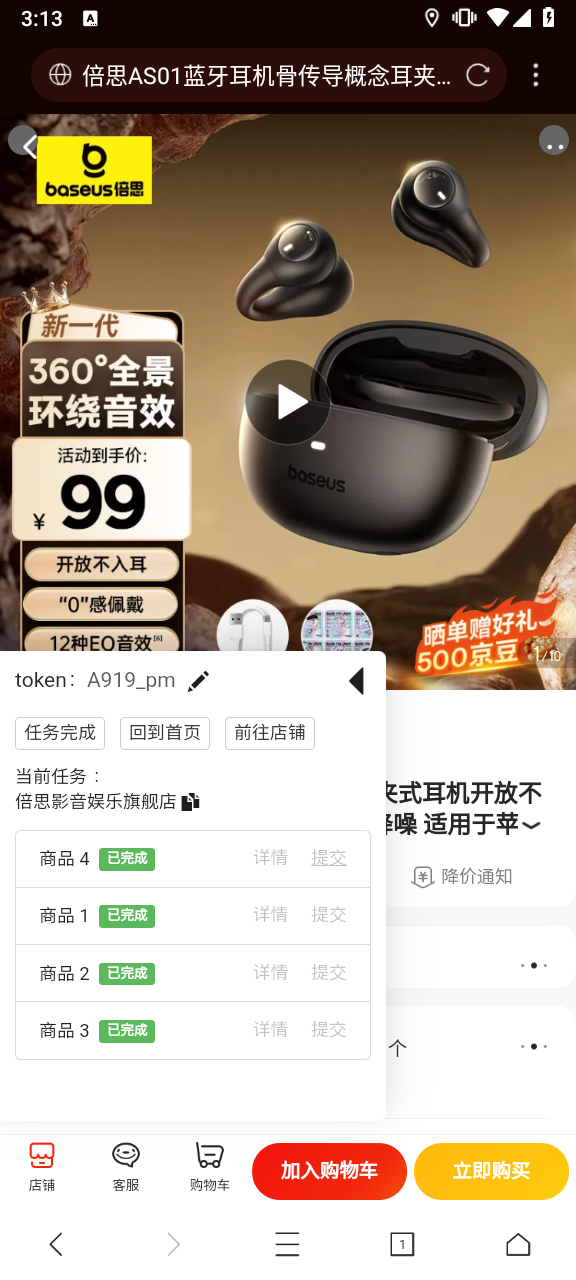 3:13
A
倍思AS01蓝牙耳机骨传导概念耳夹...
baseus倍思
新一代
360°全景
环绕音效
活动到手价:
¥ 99
开放不入耳
“0”感佩戴
12种EQ音效[6]
baseus
晒单赠好礼
500京豆
1/10
token: A919_pm
任务完成 回到首页 前往店铺
当前任务：
倍思影音娱乐旗舰店
商品 4 已完成 详情 提交
商品 1 已完成 详情 提交
商品 2 已完成 详情 提交
商品 3 已完成 详情 提交
夹式耳机开放不
降噪 适用于苹
降价通知
个
店铺 客服 购物车 加入购物车 立即购买
1